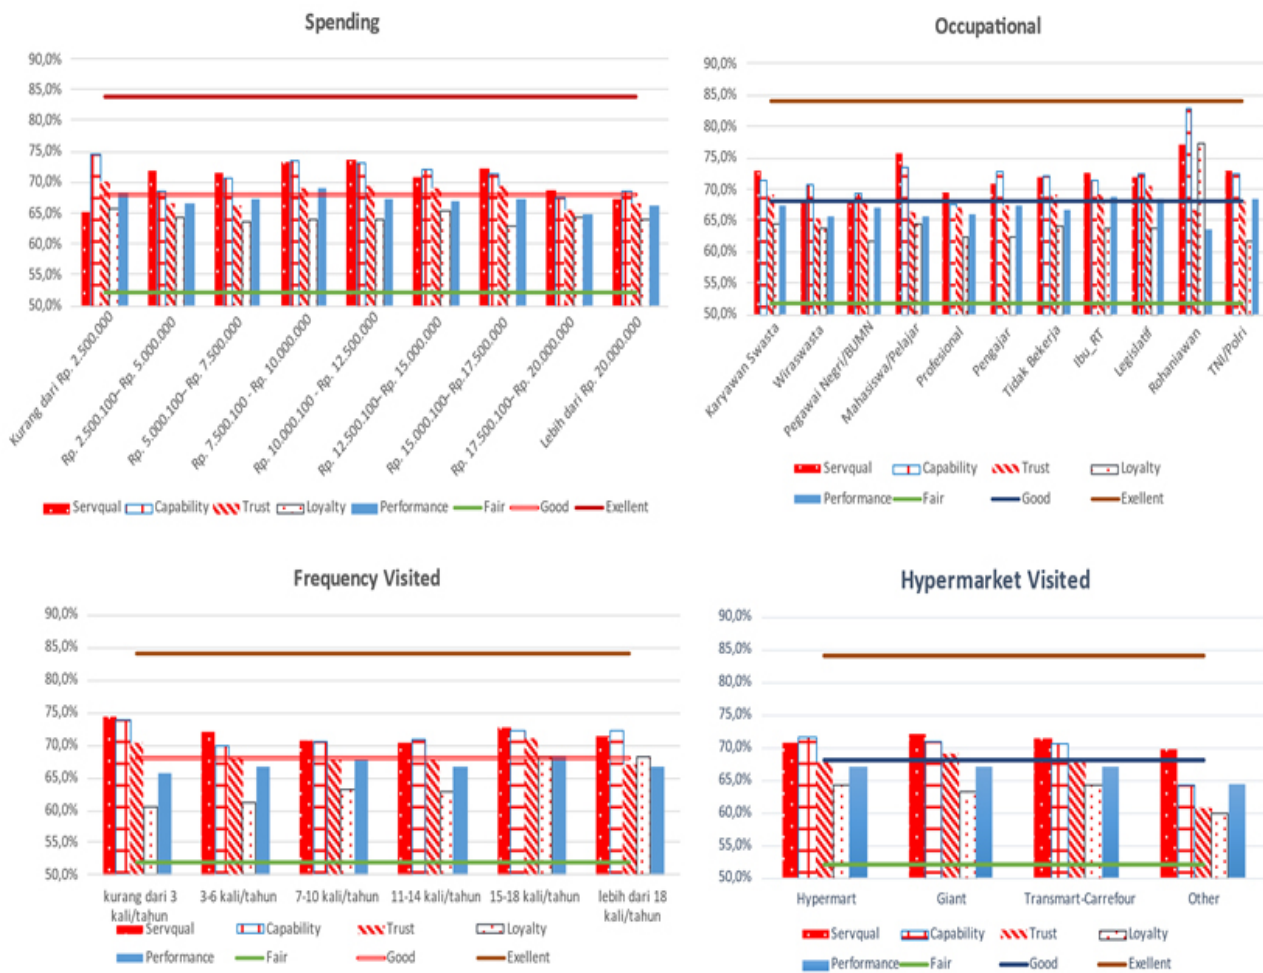 Spending
90,0%
85,0%
80,0%
75,0%
70,0%
65,0%
60,0%
55,0%
50,0%
Kurang dari Rp. 2.500.000
Rp. 2.500.100– Rp. 5.000.000
Rp. 5.000.100– Rp. 7.500.000
Rp. 7.500.100 - Rp. 10.000.000
Rp. 10.000.100 - Rp. 12.500.000
Rp. 12.500.100– Rp. 15.000.000
Rp. 15.000.100– Rp.17.500.000
Rp. 17.500.100– Rp. 20.000.000
Lebih dari Rp. 20.000.000
Servqual Capability Trust Loyalty Performance Fair Good Exellent
Occupational
90,0%
85,0%
80,0%
75,0%
70,0%
65,0%
60,0%
55,0%
50,0%
Karyawan Swasta
Wiraswasta
Pegawai Negri/BUMN
Mahasiswa/Pelajar
Profesional
Pengajar
Tidak Bekerja
Ibu_RT
Legislatif
Rohaniawan
TNI/Polri
Servqual Capability Trust Loyalty
Performance Fair Good Exellent
Frequency Visited
90,0%
85,0%
80,0%
75,0%
70,0%
65,0%
60,0%
55,0%
50,0%
kurang dari 3 3-6 kali/tahun 7-10 kali/tahun 11-14 kali/tahun 15-18 kali/tahun lebih dari 18
kali/tahun kali/tahun
Servqual Capability Trust Loyalty
Performance Fair Good Exellent
Hypermarket Visited
90,0%
85,0%
80,0%
75,0%
70,0%
65,0%
60,0%
55,0%
50,0%
Hypermart Giant Transmart-Carrefour Other
Servqual Capability Trust Loyalty
Performance Fair Good Exellent